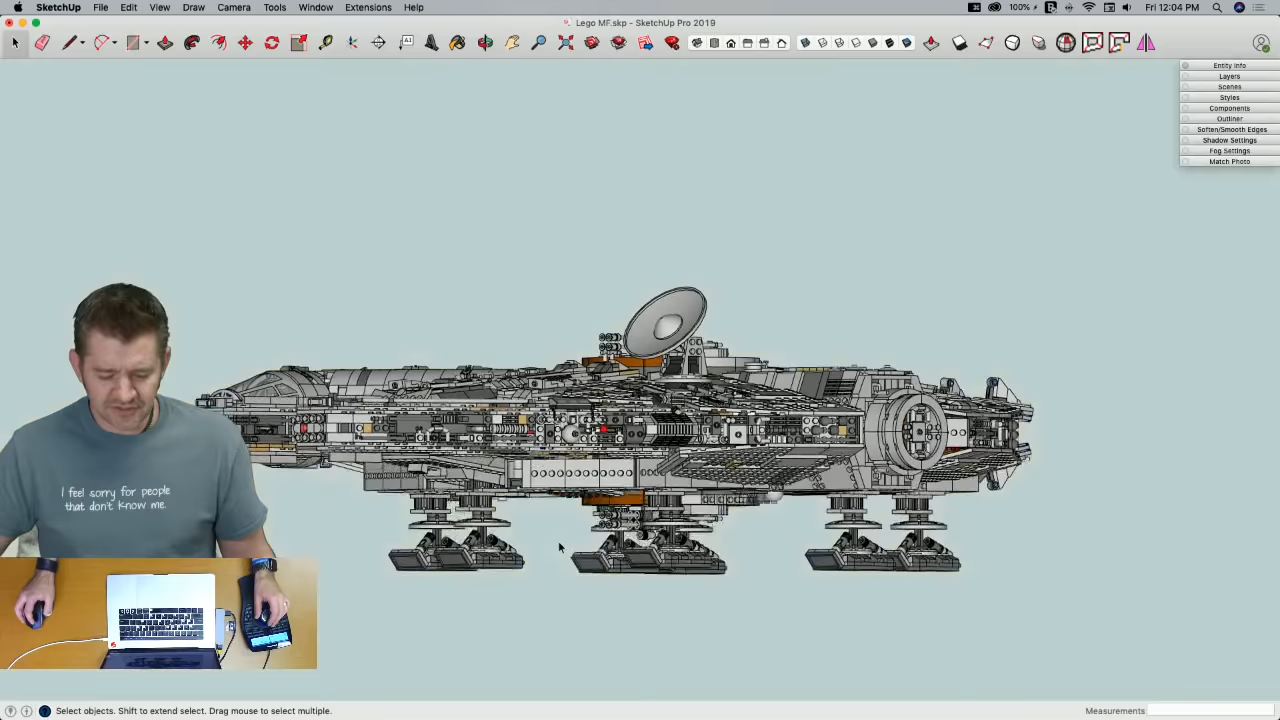 SketchUp File Edit View Draw Camera Tools Window Extensions Help
100% Fri 12:04 PM
Lego MF.skp - SketchUp Pro 2019
A1
Entity Info
Layers
Scenes
Styles
Components
Outliner
Soften/Smooth Edges
Shadow Settings
Fog Settings
Match Photo
I feel sorry for people
that don't know me.
Select objects. Shift to extend select. Drag mouse to select multiple.
Measurements